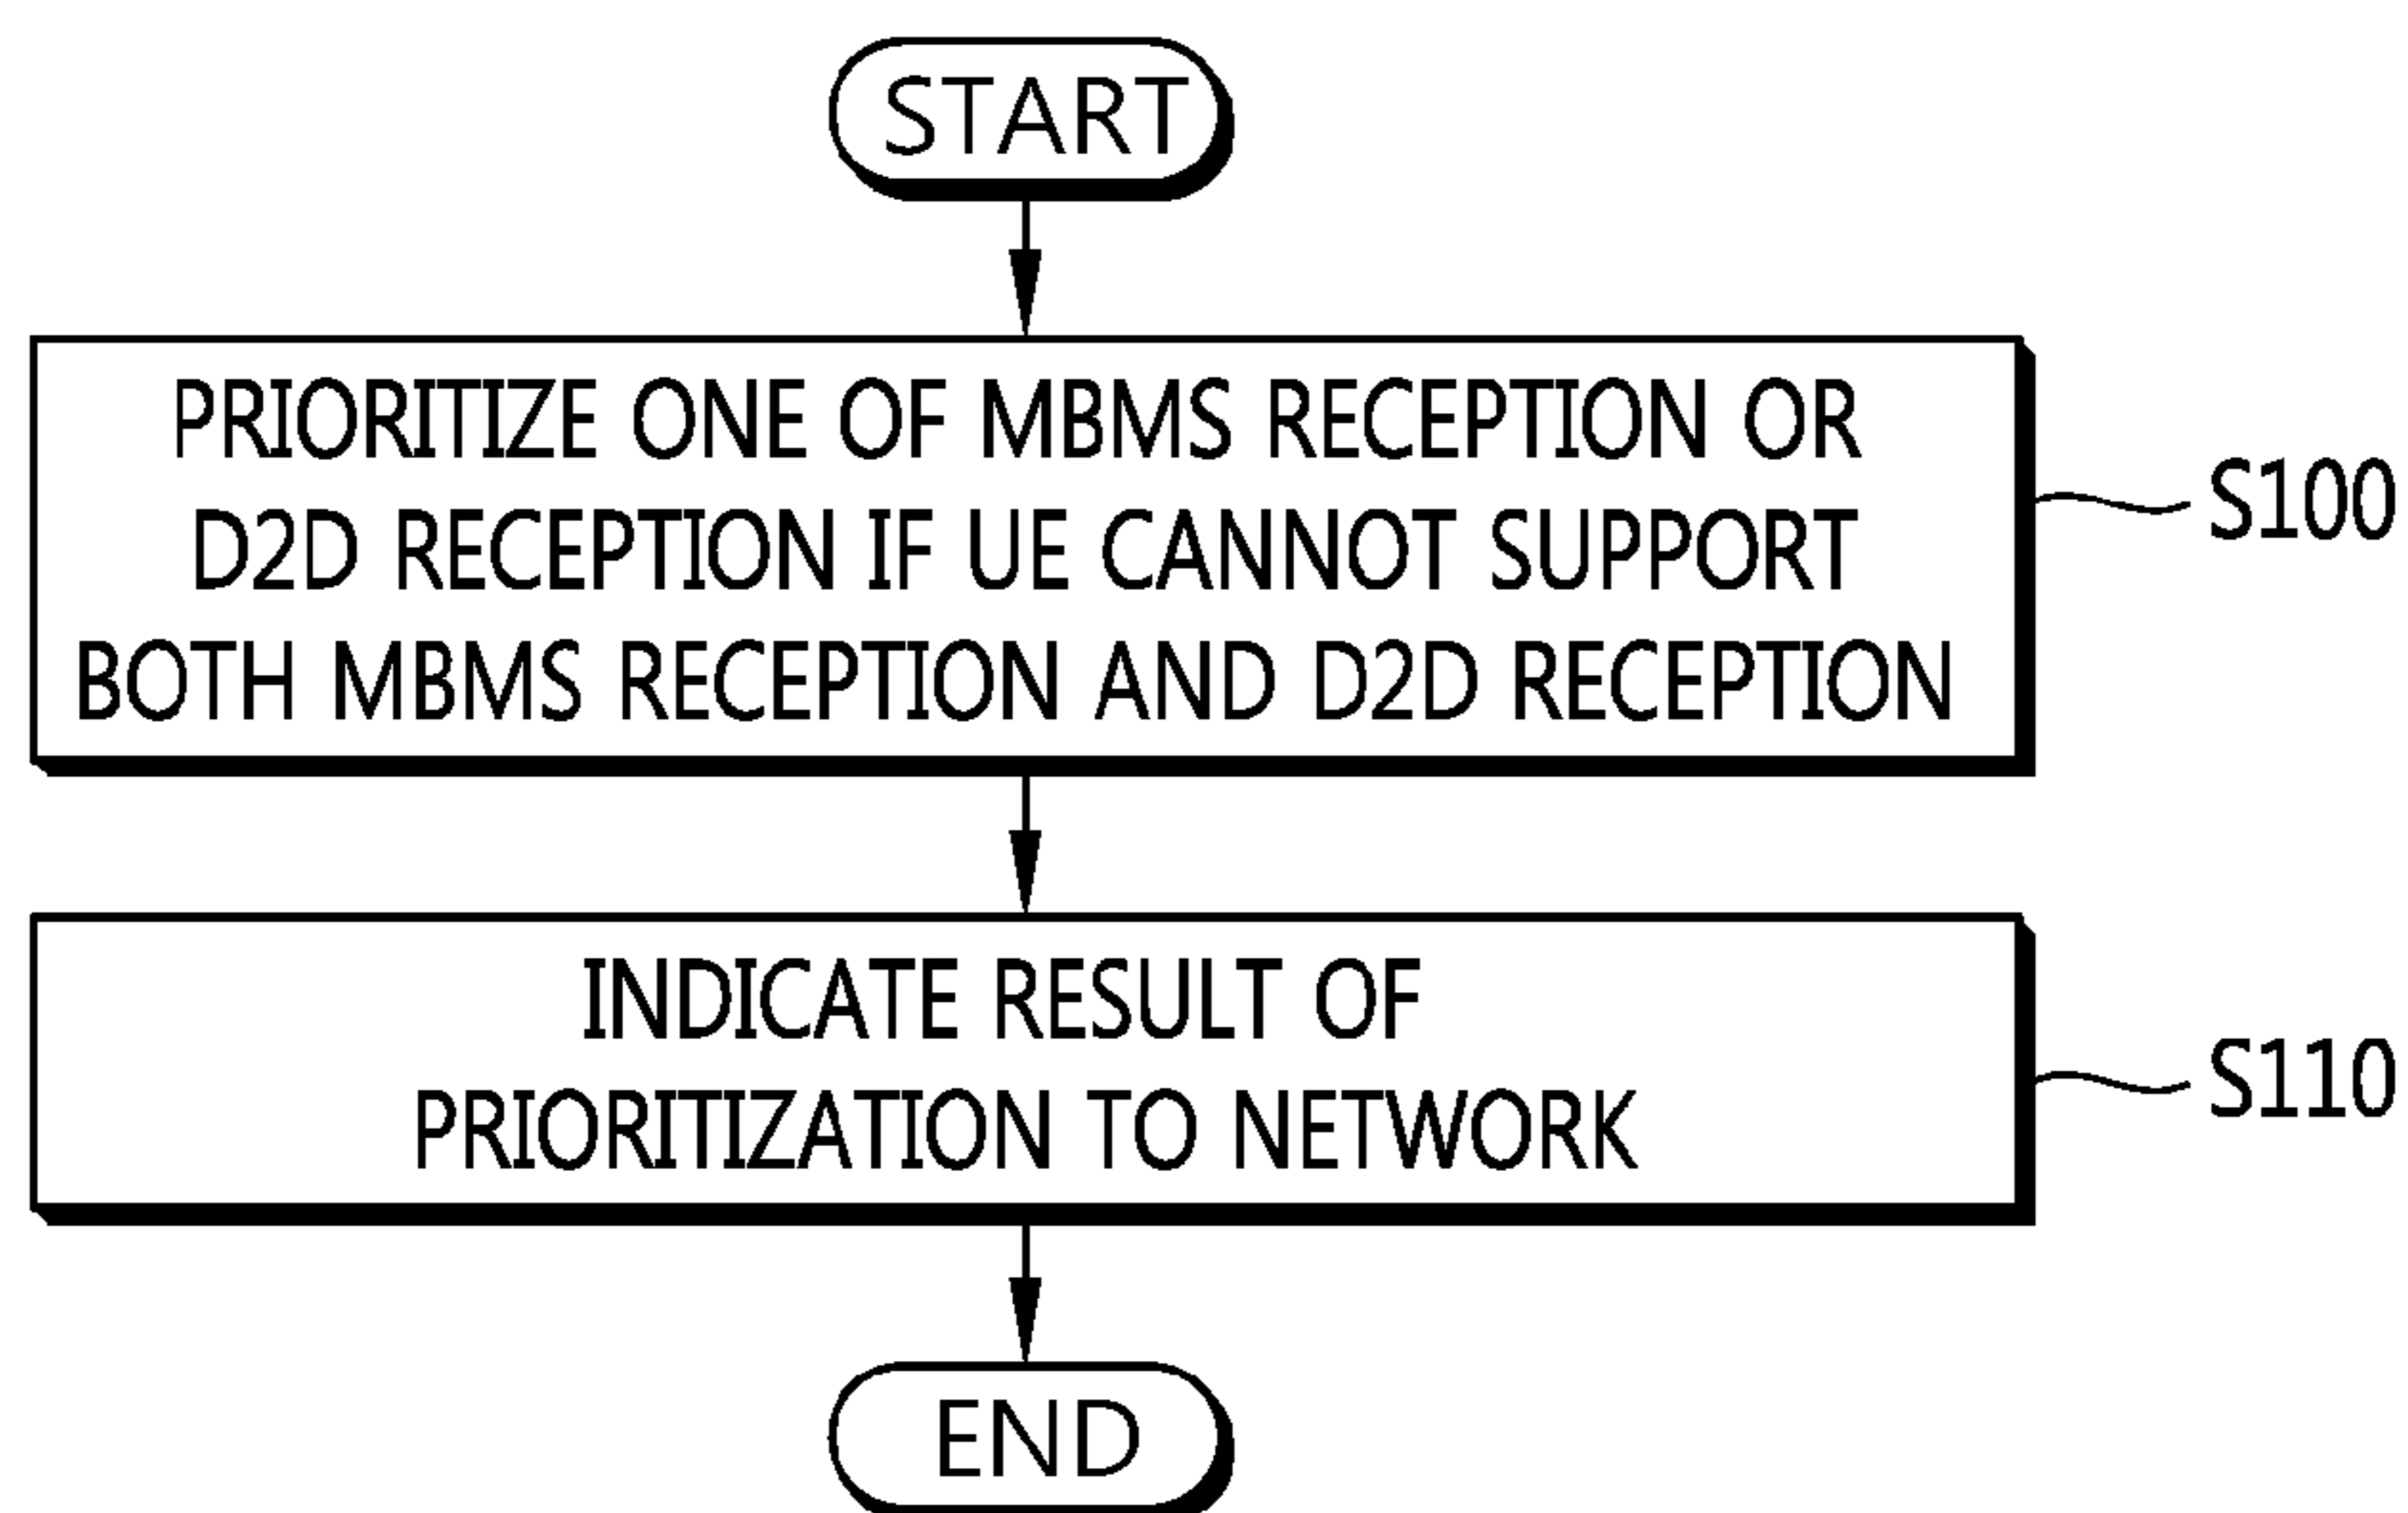 START
PRIORITIZE ONE OF MBMS RECEPTION OR
D2D RECEPTION IF UE CANNOT SUPPORT
BOTH MBMS RECEPTION AND D2D RECEPTION
S100
INDICATE RESULT OF
PRIORITIZATION TO NETWORK
S110
END